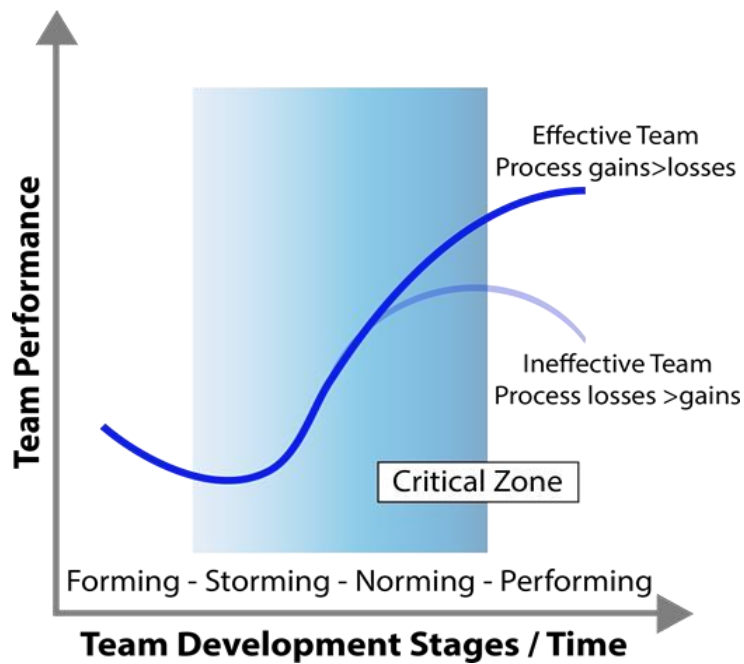 Team Performance
Effective Team
Process gains>losses
Ineffective Team
Process losses >gains
Critical Zone
Forming - Storming - Norming - Performing
Team Development Stages / Time